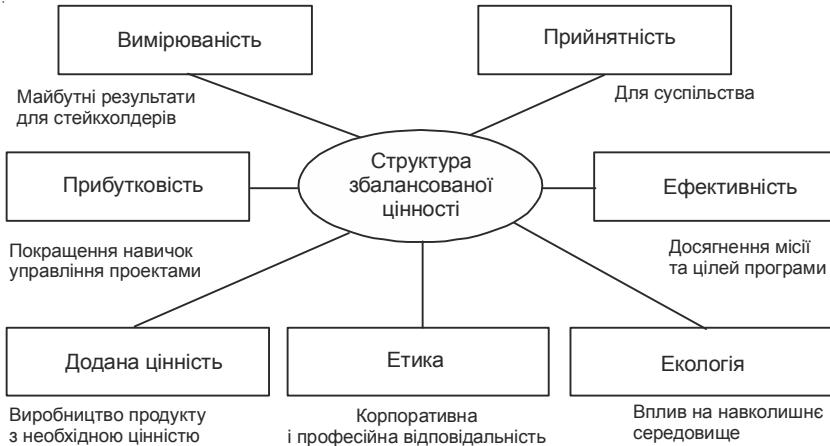 Вимірюваність
Прийнятність
Майбутні результати
для стейкхолдерів
Для суспільства
Структура
збалансованої
цінності
Прибутковість
Ефективність
Покращення навичок
управління проектами
Досягнення місії
та цілей програми
Додана цінність
Етика
Екологія
Виробництво продукту
з необхідною цінністю
Корпоративна
і професійна відповідальність
Вплив на навколишнє
середовище